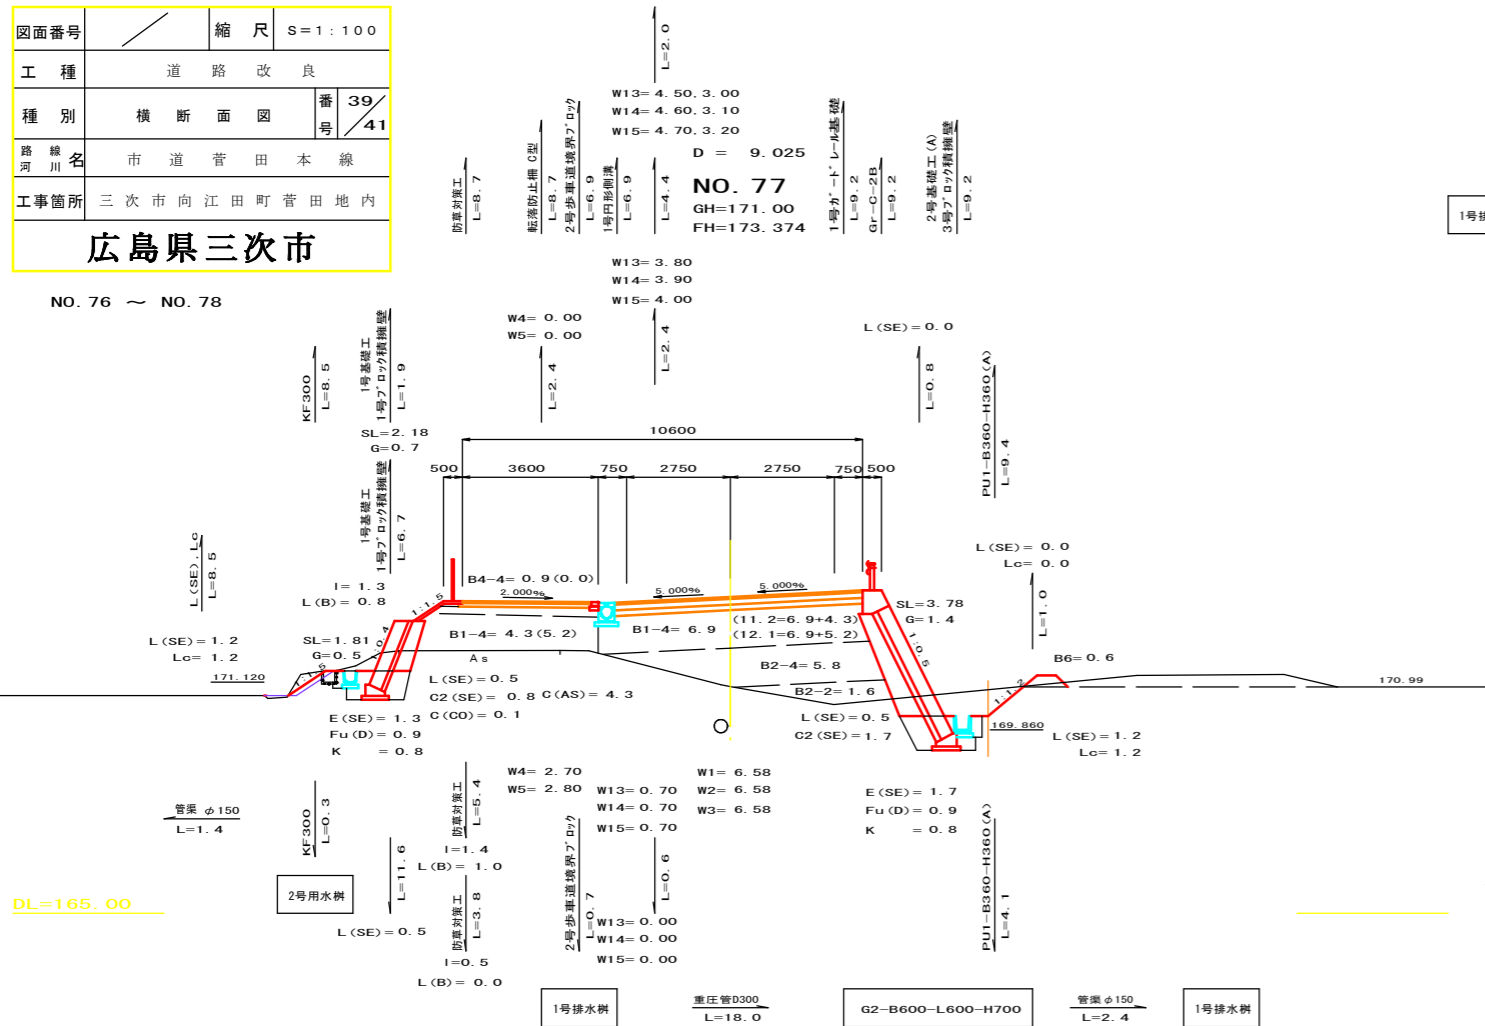 図面番号 縮 尺 S=1:100
工 種 道 路 改 良
種 別 横 断 面 図 番号 39/41
路線河川名 市 道 菅 田 本 線
工事箇所 三 次 市 向 江 田 町 菅 田 地 内
広島県三次市
NO. 76 ～ NO. 78
L=2. 0
W13= 4. 50, 3. 00
W14= 4. 60, 3. 10
W15= 4. 70, 3. 20
D = 9. 025
NO. 77
GH=171. 00
FH=173. 374
防草対策工
L=8. 7
転落防止柵 C型
L=8. 7
2号歩車道境界ブロック
L=6. 9
1号円形側溝
L=6. 9
L=4. 4
1号ガードレール基礎
L=9. 2
Gr-C-2B
L=9. 2
2号基礎工(A)
3号ブロック積擁壁
L=9. 2
1号排
W13= 3. 80
W14= 3. 90
W15= 4. 00
W4= 0. 00
W5= 0. 00
L=2. 4
L=2. 4
L(SE)=0. 0
L=0. 8
KF300
L=8. 5
1号基礎工
1号ブロック積擁壁
L=1. 9
SL=2. 18
G=0. 7
1号基礎工
1号ブロック積擁壁
L=6. 7
PU1-B360-H360(A)
L=9. 4
10600
500 3600 750 2750 2750 750 500
L(SE), Lc
L=8. 5
L(SE)= 0. 0
Lc= 0. 0
L=1. 0
I= 1. 3
L(B)= 0. 8
1:1. 5
B4-4= 0. 9(0. 0)
2. 000%
5. 000%
5. 000%
SL=3. 78
G=1. 4
(11. 2=6. 9+4. 3)
(12. 1=6. 9+5. 2)
B1-4= 4. 3(5. 2)
B1-4= 6. 9
1:0. 4
1:0. 5
L(SE)= 1. 2
Lc= 1. 2
SL=1. 81
G=0. 5
1:1. 5
As
B2-4= 5. 8
B2-2= 1. 6
B6= 0. 6
1:1. 2
171. 120
170. 99
L(SE)= 0. 5
C2(SE)= 0. 8
C(AS)= 4. 3
C(CO)= 0. 1
E(SE)= 1. 3
Fu(D)= 0. 9
K = 0. 8
L(SE)= 0. 5
C2(SE)= 1. 7
169. 860
L(SE)= 1. 2
Lc= 1. 2
W4= 2. 70
W5= 2. 80
W13= 0. 70
W14= 0. 70
W15= 0. 70
W1= 6. 58
W2= 6. 58
W3= 6. 58
E(SE)= 1. 7
Fu(D)= 0. 9
K = 0. 8
管渠 φ150
L=1. 4
KF300
L=0. 3
防草対策工
L=5. 4
I=1. 4
L(B)= 1. 0
L=11. 6
2号用水桝
L(SE)=0. 5
防草対策工
L=3. 8
I=0. 5
L(B)= 0. 0
2号歩車道境界ブロック
L=0. 7
L=0. 6
W13= 0. 00
W14= 0. 00
W15= 0. 00
PU1-B360-H360(A)
L=4. 1
DL=165. 00
1号排水桝
重圧管D300
L=18. 0
G2-B600-L600-H700
管渠φ150
L=2. 4
1号排水桝